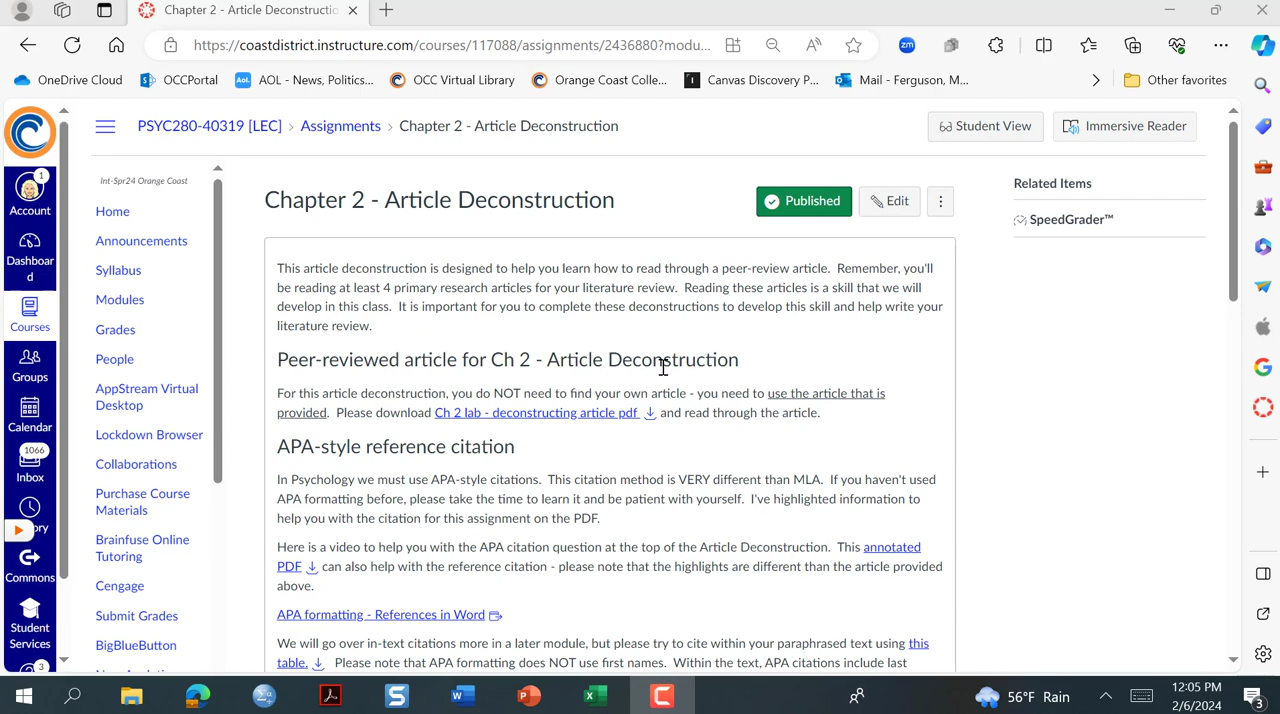 Chapter 2 - Article Deconstructio
https://coastdistrict.instructure.com/courses/117088/assignments/2436880?modu...
zm
OneDrive Cloud
OCCPortal
Aol.
AOL - News, Politics...
OCC Virtual Library
Orange Coast Colle...
Canvas Discovery P...
Mail - Ferguson, M...
Other favorites
PSYC280-40319 [LEC] › Assignments › Chapter 2 - Article Deconstruction
Student View
Immersive Reader
1
Account
Dashboar
d
Courses
Groups
Calendar
1066
Inbox
ory
Commons
Student
Services
3
Int-Spr24 Orange Coast
Home
Announcements
Syllabus
Modules
Grades
People
AppStream Virtual
Desktop
Lockdown Browser
Collaborations
Purchase Course
Materials
Brainfuse Online
Tutoring
Cengage
Submit Grades
BigBlueButton
Chapter 2 - Article Deconstruction
Published
Edit
Related Items
SpeedGrader™
This article deconstruction is designed to help you learn how to read through a peer-review article. Remember, you'll
be reading at least 4 primary research articles for your literature review. Reading these articles is a skill that we will
develop in this class. It is important for you to complete these deconstructions to develop this skill and help write your
literature review.
Peer-reviewed article for Ch 2 - Article Deconstruction
For this article deconstruction, you do NOT need to find your own article - you need to use the article that is
provided. Please download Ch 2 lab - deconstructing article pdf and read through the article.
APA-style reference citation
In Psychology we must use APA-style citations. This citation method is VERY different than MLA. If you haven't used
APA formatting before, please take the time to learn it and be patient with yourself. I've highlighted information to
help you with the citation for this assignment on the PDF.
Here is a video to help you with the APA citation question at the top of the Article Deconstruction. This annotated
PDF can also help with the reference citation - please note that the highlights are different than the article provided
above.
APA formatting - References in Word
We will go over in-text citations more in a later module, but please try to cite within your paraphrased text using this
table. Please note that APA formatting does NOT use first names. Within the text, APA citations include last
56°F Rain
12:05 PM
2/6/2024
3